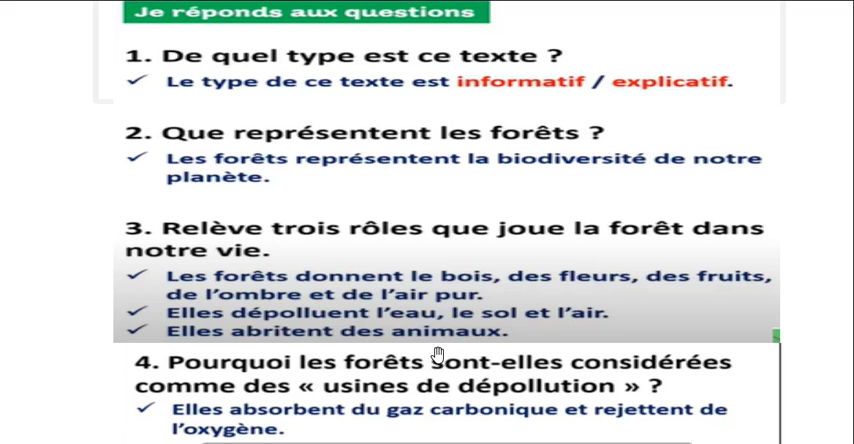 Je réponds aux questions
1. De quel type est ce texte ?
✓ Le type de ce texte est informatif / explicatif.
2. Que représentent les forêts ?
✓ Les forêts représentent la biodiversité de notre
planète.
3. Relève trois rôles que joue la forêt dans
notre vie.
✓ Les forêts donnent le bois, des fleurs, des fruits,
de l'ombre et de l'air pur.
✓ Elles dépolluent l'eau, le sol et l'air.
✓ Elles abritent des animaux.
4. Pourquoi les forêts sont-elles considérées
comme des « usines de dépollution » ?
✓ Elles absorbent du gaz carbonique et rejettent de
l'oxygène.